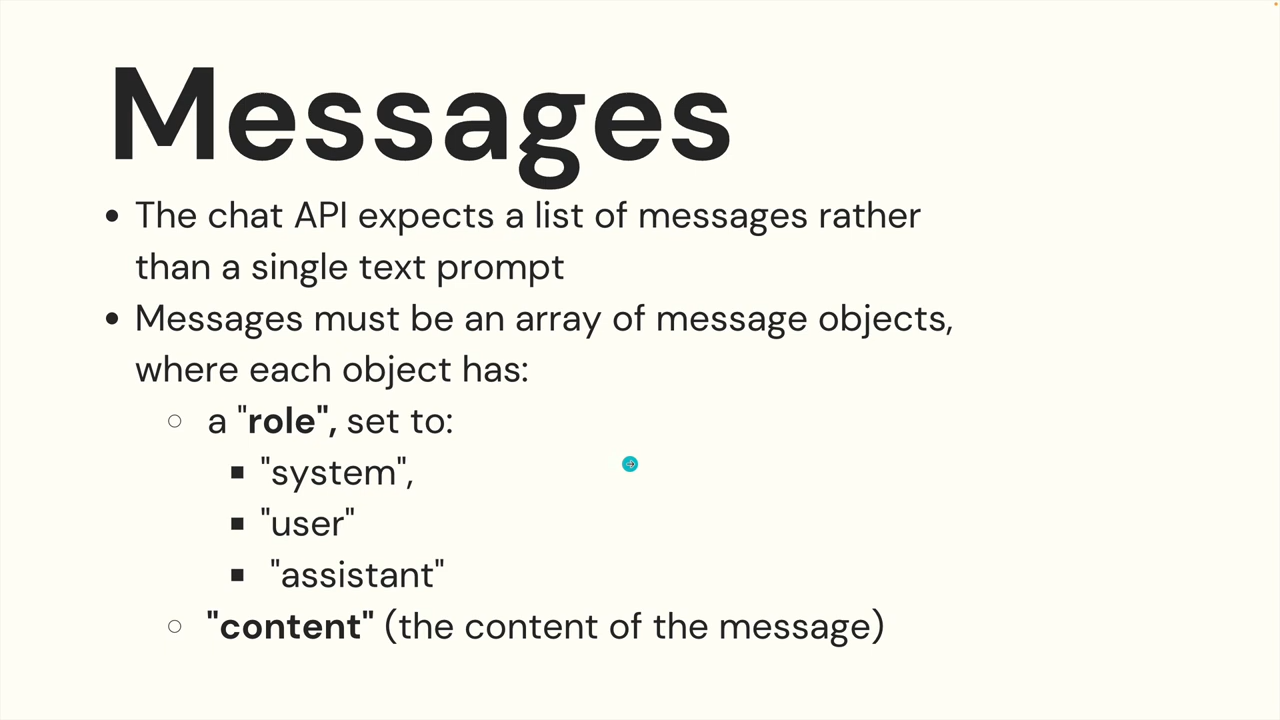 Messages
• The chat API expects a list of messages rather
than a single text prompt
• Messages must be an array of message objects,
where each object has:
○ a "role", set to:
■ "system",
■ "user"
■ "assistant"
○ "content" (the content of the message)